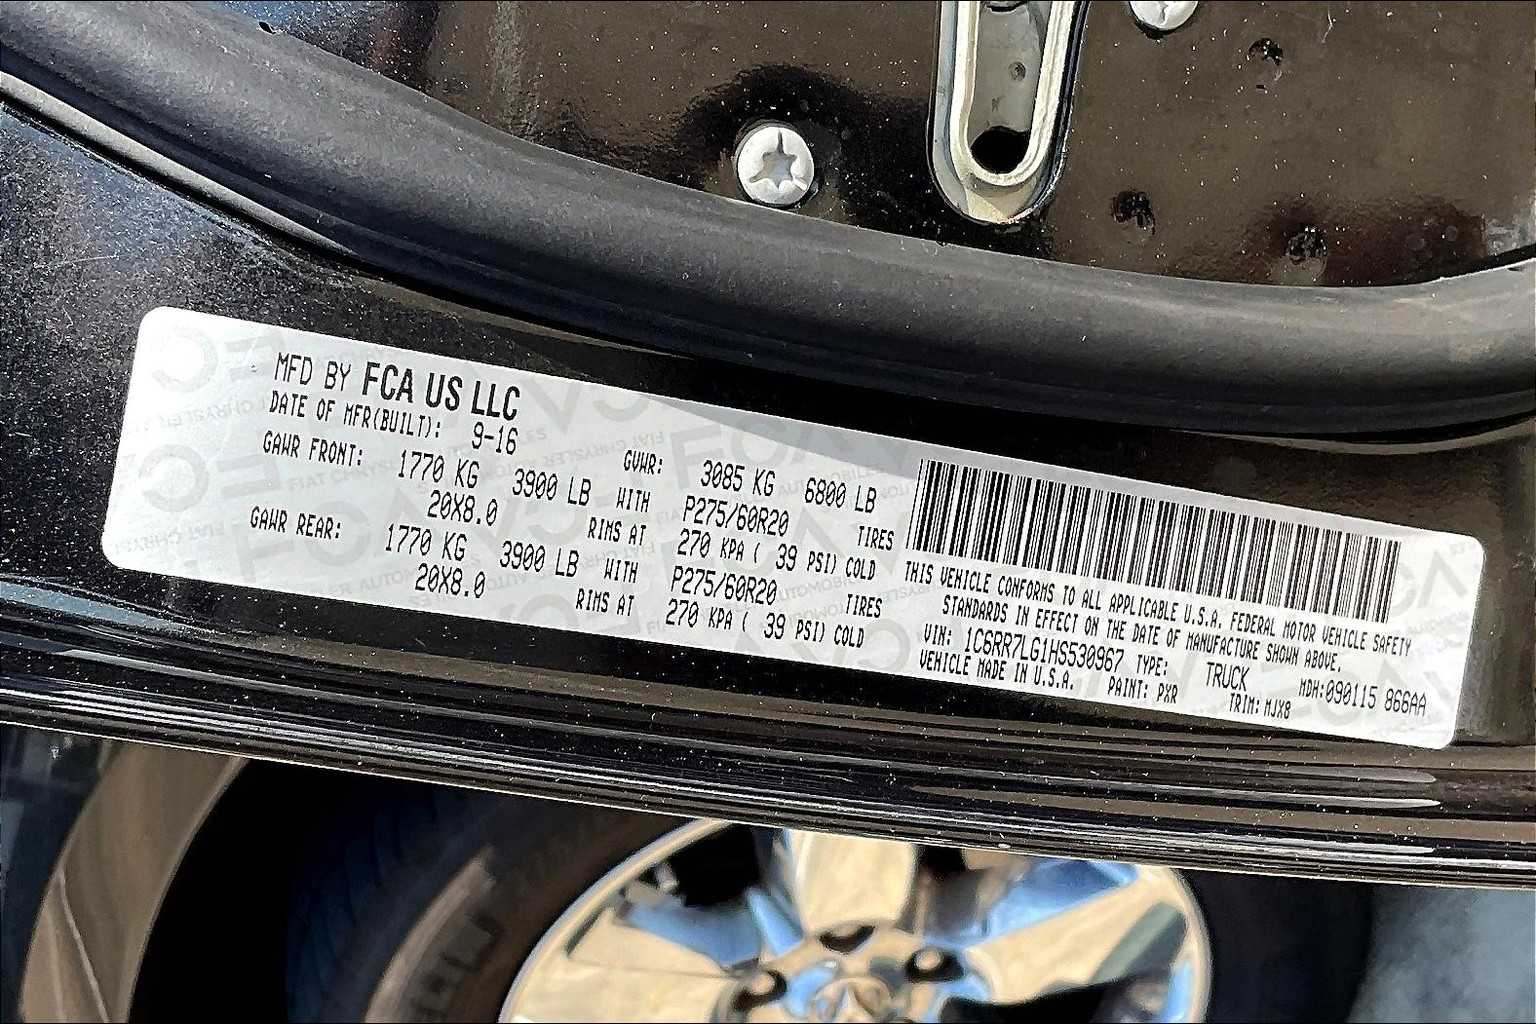 MFD BY FCA US LLC
DATE OF MFR(BUILT): 9-16
GAWR FRONT: 1770 KG 3900 LB WITH
20X8.0 RIMS AT
GAWR REAR: 1770 KG 3900 LB WITH
20X8.0 RIMS AT
GVWR: 3085 KG 6800 LB
P275/60R20 TIRES
270 KPA ( 39 PSI) COLD
P275/60R20 TIRES
270 KPA ( 39 PSI) COLD
THIS VEHICLE CONFORMS TO ALL APPLICABLE U.S.A. FEDERAL MOTOR VEHICLE SAFETY
STANDARDS IN EFFECT ON THE DATE OF MANUFACTURE SHOWN ABOVE.
VIN: 1C6RR7LG1HS530967 TYPE: TRUCK MDH:090115 866AA
VEHICLE MADE IN U.S.A. PAINT: PXR TRIM: MJX8